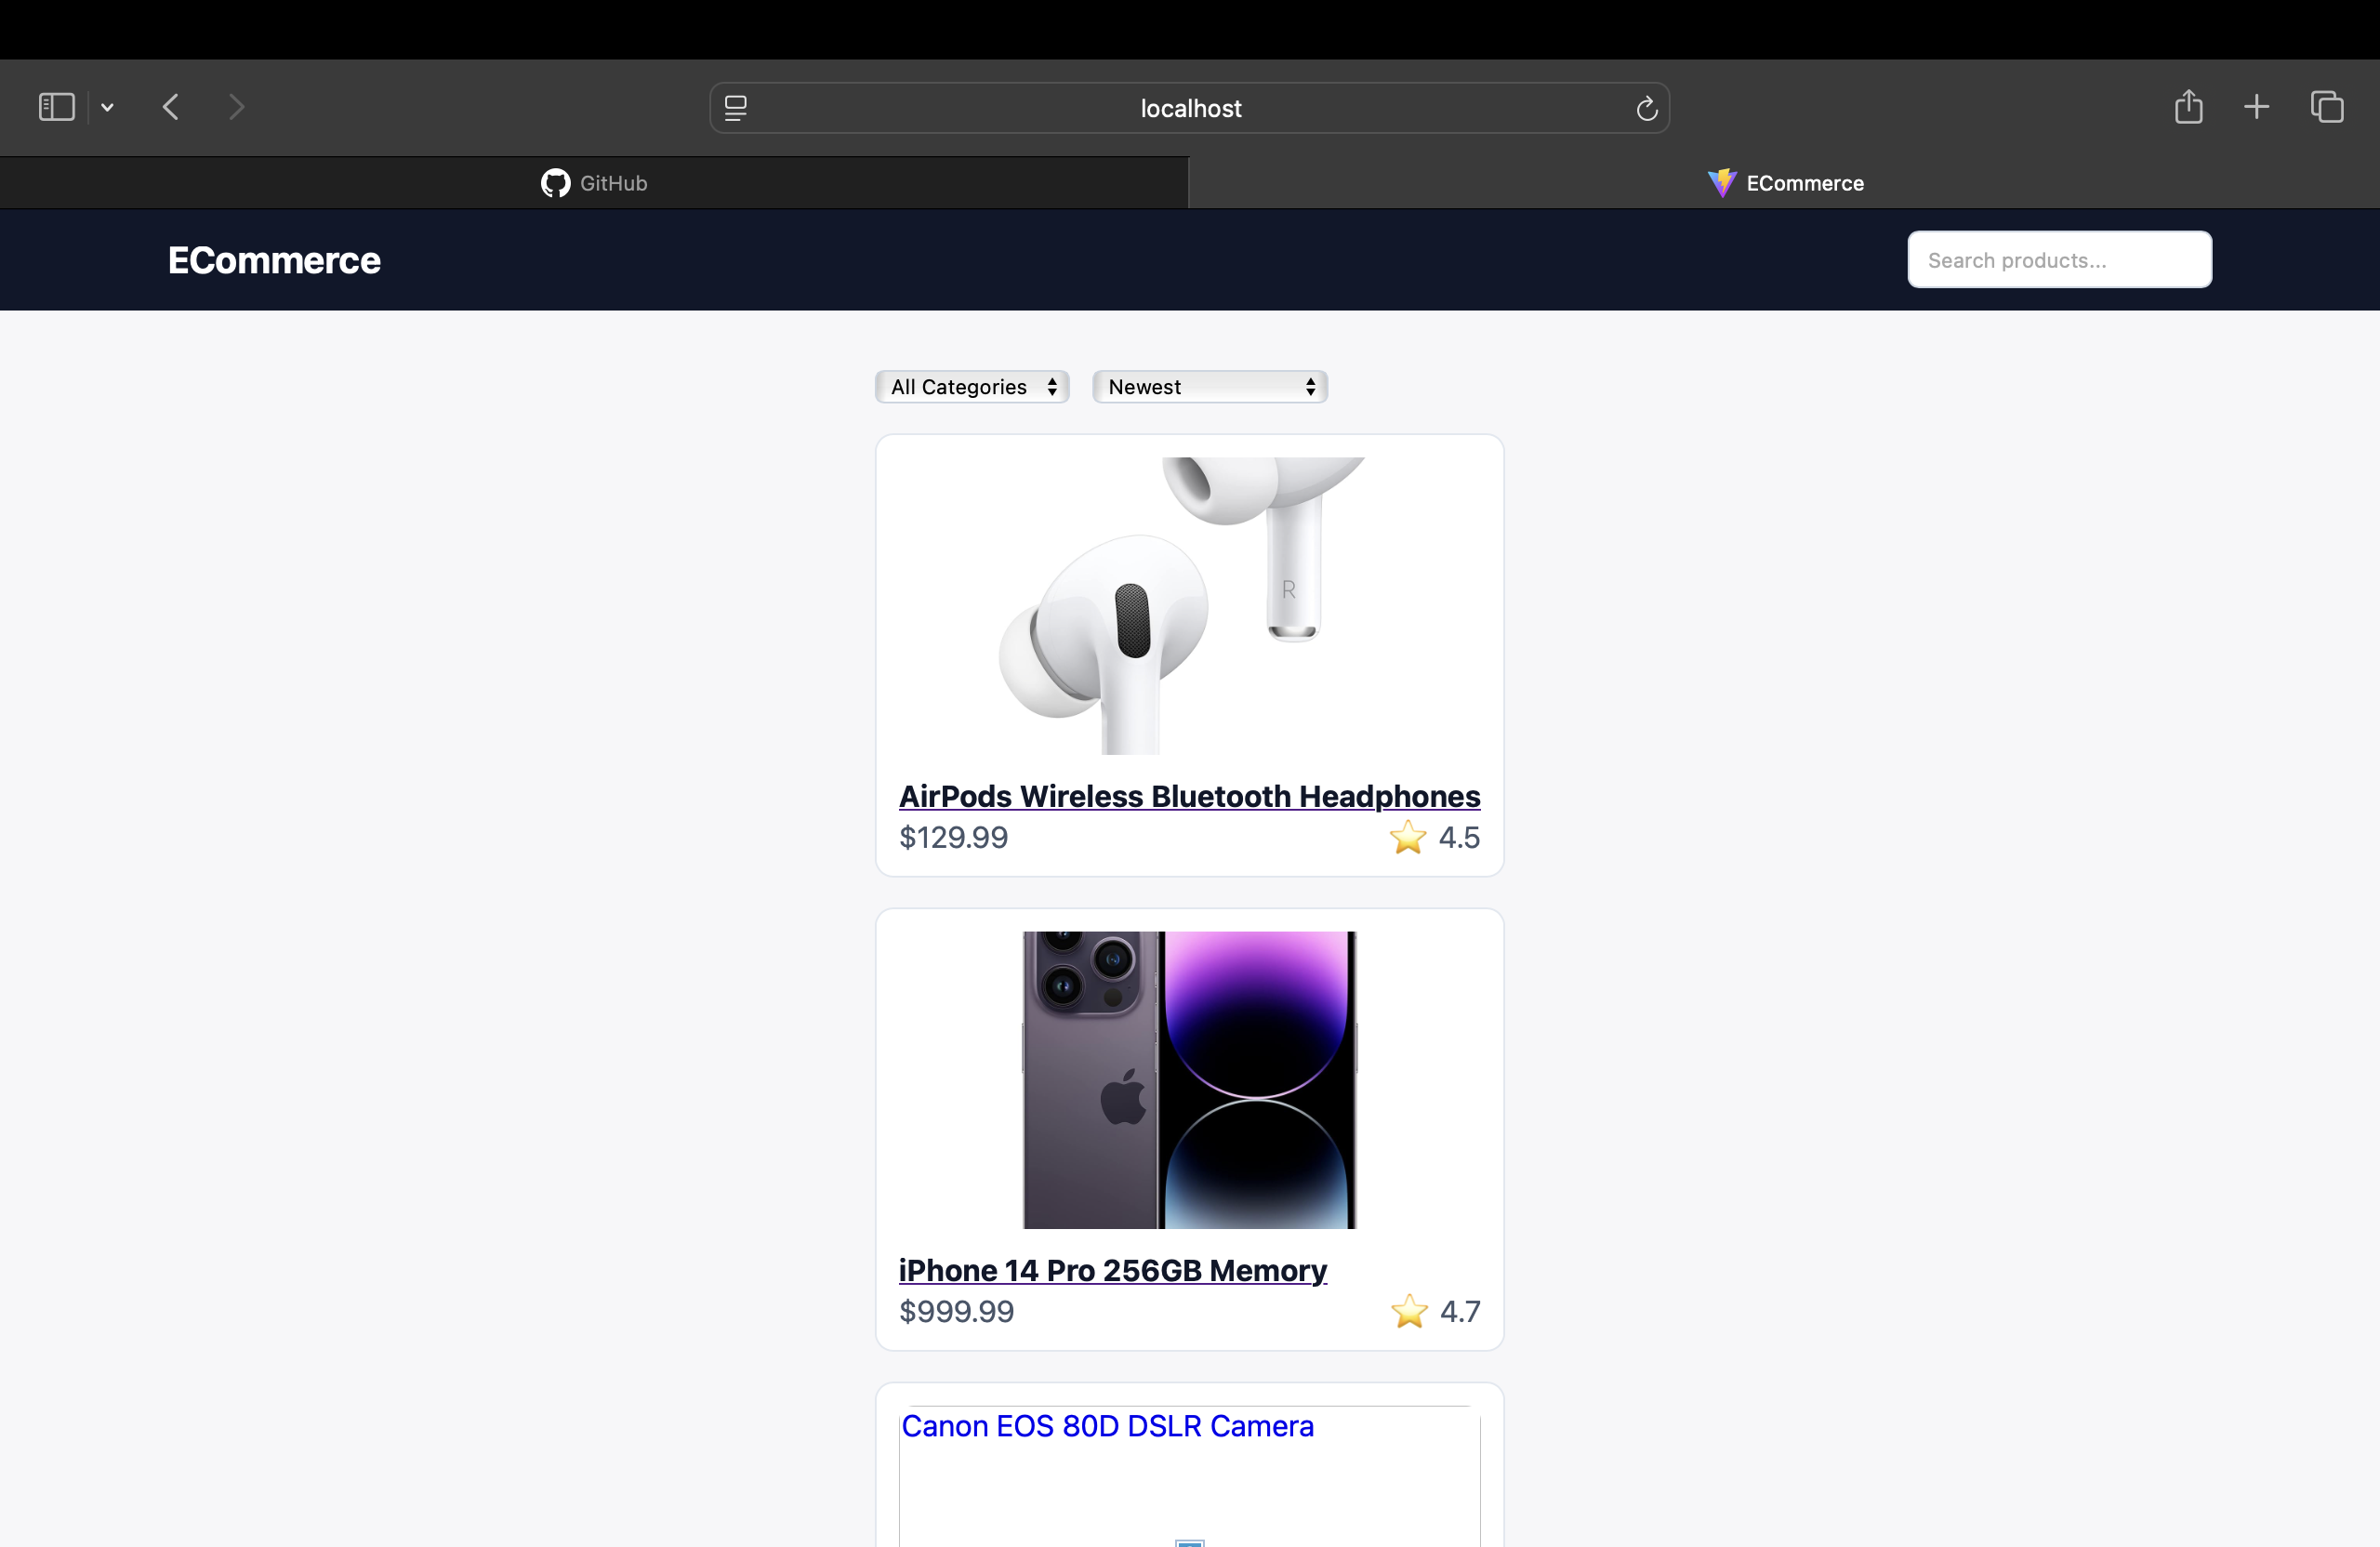 localhost
GitHub
ECommerce
ECommerce
Search products...
All Categories
Newest
R
AirPods Wireless Bluetooth Headphones
$129.99
4.5
iPhone 14 Pro 256GB Memory
$999.99
4.7
Canon EOS 80D DSLR Camera